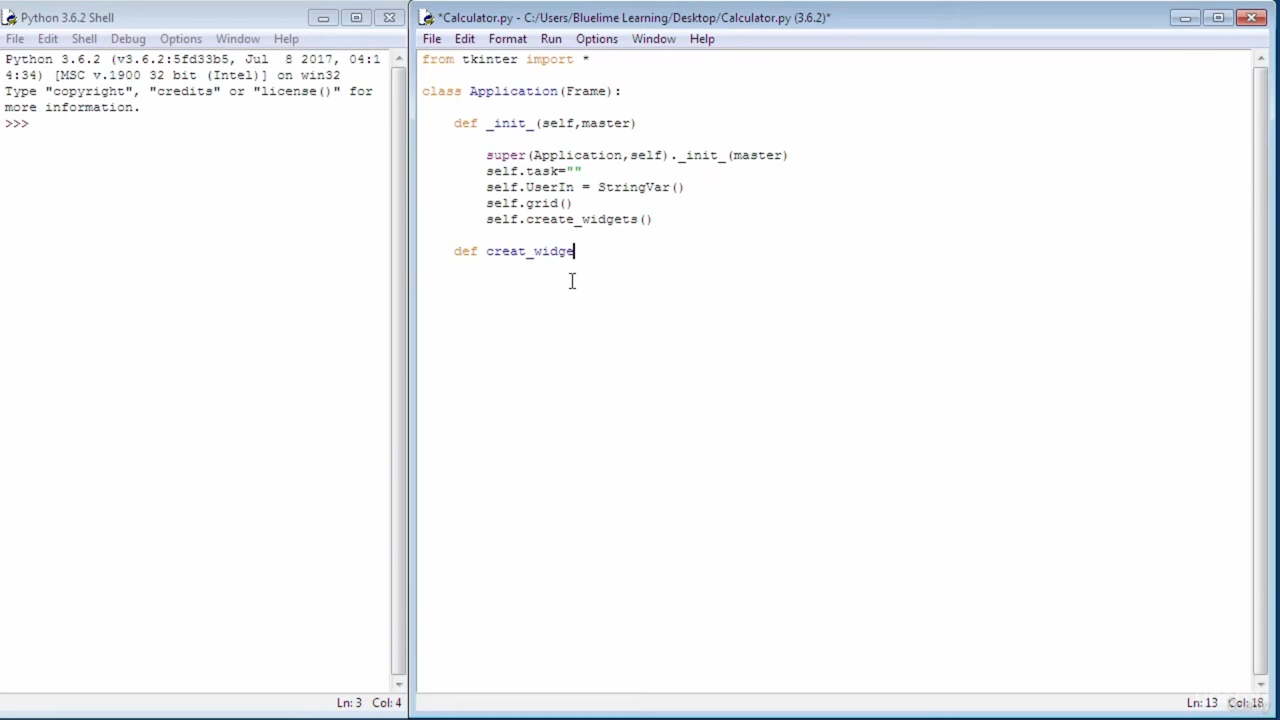 Python 3.6.2 Shell
File Edit Shell Debug Options Window Help
Python 3.6.2 (v3.6.2:5fd33b5, Jul  8 2017, 04:1
4:34) [MSC v.1900 32 bit (Intel)] on win32
Type "copyright", "credits" or "license()" for
more information.
>>>
Ln: 3 Col: 4
*Calculator.py - C:/Users/Bluelime Learning/Desktop/Calculator.py (3.6.2)*
File Edit Format Run Options Window Help
from tkinter import *
class Application(Frame):
    def _init_(self,master)
        super(Application,self)._init_(master)
        self.task=""
        self.UserIn = StringVar()
        self.grid()
        self.create_widgets()
    def creat_widge
Ln: 13 Col: 18